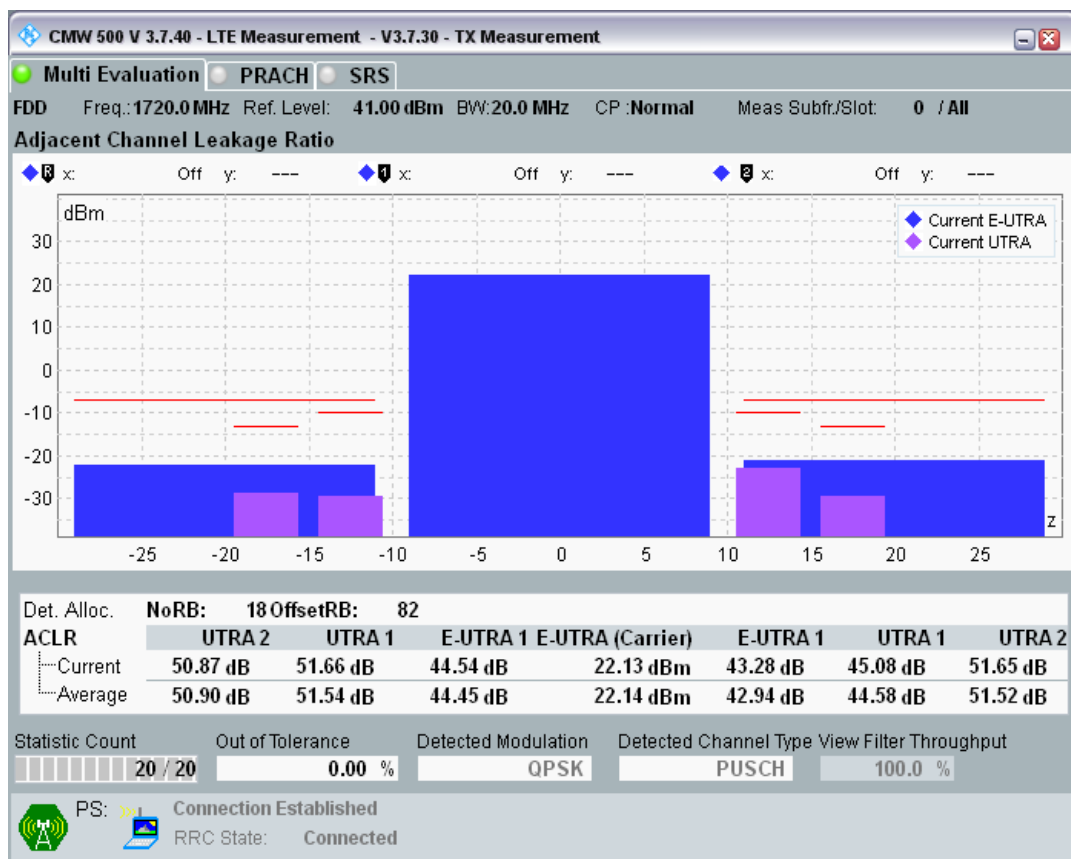 CMW 500 V 3.7.40 - LTE Measurement - V3.7.30 - TX Measurement
Multi Evaluation PRACH SRS
FDD Freq.: 1720.0 MHz Ref. Level: 41.00 dBm BW: 20.0 MHz CP : Normal Meas Subfr./Slot: 0 / All
Adjacent Channel Leakage Ratio
R x: Off y: --- 1 x: Off y: --- 2 x: Off y: ---
dBm
Current E-UTRA
Current UTRA
30
20
10
0
-10
-20
-30
z
-25 -20 -15 -10 -5 0 5 10 15 20 25
Det. Alloc. NoRB: 18 OffsetRB: 82
ACLR UTRA 2 UTRA 1 E-UTRA 1 E-UTRA (Carrier) E-UTRA 1 UTRA 1 UTRA 2
Current 50.87 dB 51.66 dB 44.54 dB 22.13 dBm 43.28 dB 45.08 dB 51.65 dB
Average 50.90 dB 51.54 dB 44.45 dB 22.14 dBm 42.94 dB 44.58 dB 51.52 dB
Statistic Count Out of Tolerance Detected Modulation Detected Channel Type View Filter Throughput
20 / 20 0.00 % QPSK PUSCH 100.0 %
PS: Connection Established
RRC State: Connected